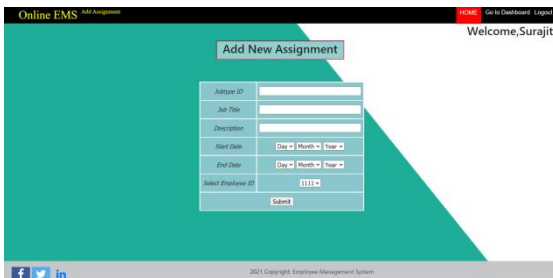 Online EMS Add Assignment
HOME Go to Dashboard Logout
Welcome,Surajit
Add New Assignment
Jobtype ID
Job Title
Description
Start Date Day Month Year
End Date Day Month Year
Select Employee ID 1111
Submit
2021 Copyright: Employee Management System